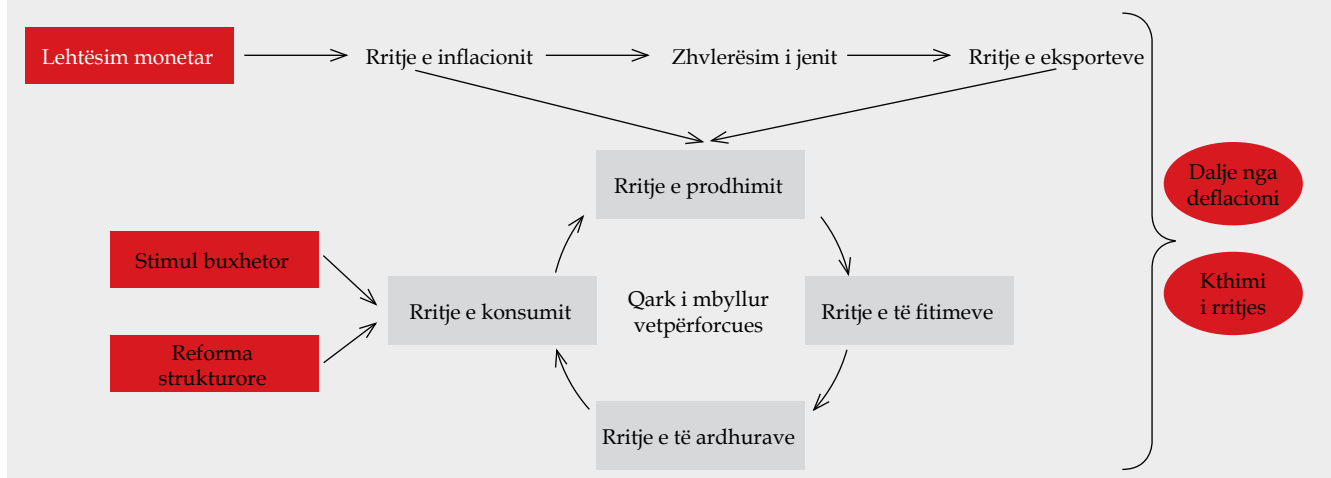 Lehtësim monetar
Rritje e inflacionit
Zhvlerësim i jenit
Rritje e eksporteve
Rritje e prodhimit
Dalje nga
deflacioni
Stimul buxhetor
Rritje e konsumit
Qark i mbyllur
vetpërforcues
Rritje e të fitimeve
Kthimi
i rritjes
Reforma
strukturore
Rritje e të ardhurave